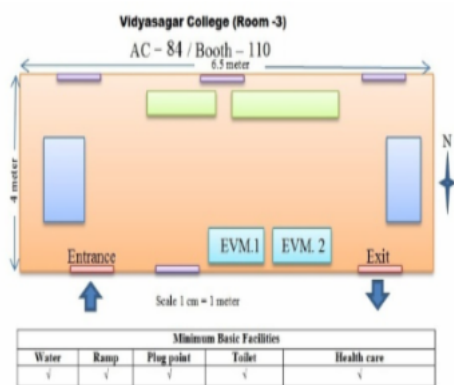 Vidyasagar College (Room -3)
AC – 84 / Booth – 110
6.5 meter
4 meter
N
EVM.1 EVM. 2
Entrance Exit
Scale 1 cm = 1 meter
Minimum Basic Facilities
Water Ramp Plug point Toilet Health care
√ √ √ √ √